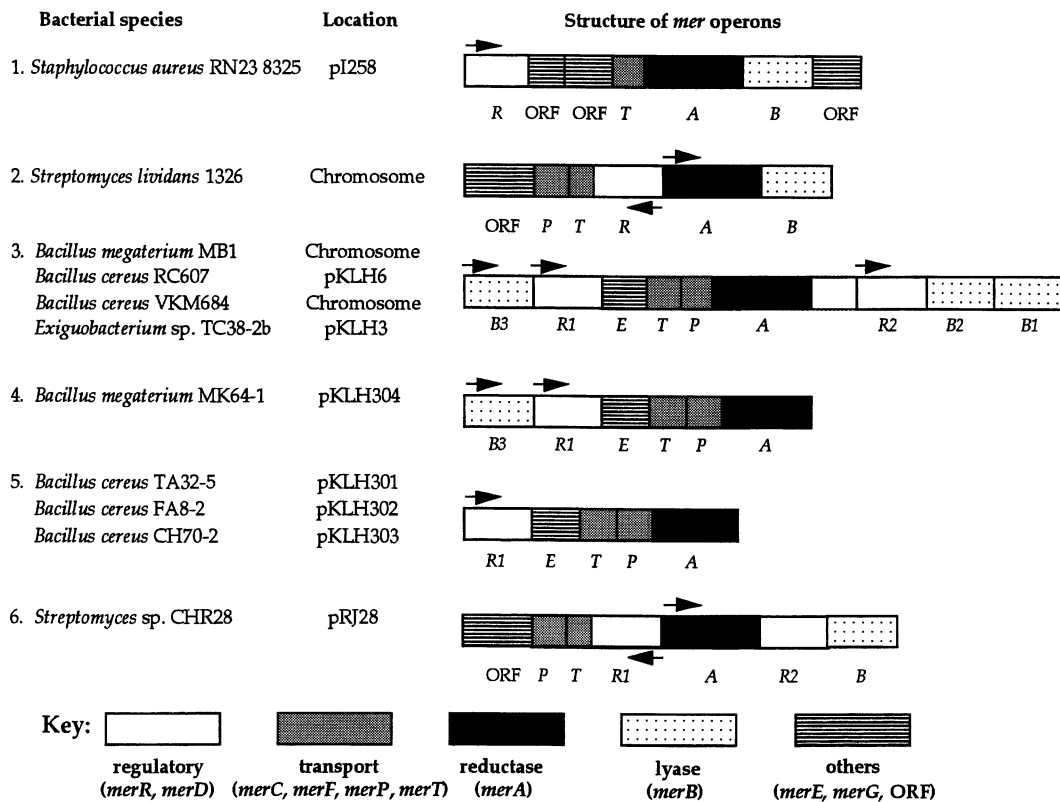 Bacterial species Location Structure of mer operons
1. Staphylococcus aureus RN23 8325 pI258
R ORF ORF T A B ORF
2. Streptomyces lividans 1326 Chromosome
ORF P T R A B
3. Bacillus megaterium MB1 Chromosome
Bacillus cereus RC607 pKLH6
Bacillus cereus VKM684 Chromosome
Exiguobacterium sp. TC38-2b pKLH3
B3 R1 E T P A R2 B2 B1
4. Bacillus megaterium MK64-1 pKLH304
B3 R1 E T P A
5. Bacillus cereus TA32-5 pKLH301
Bacillus cereus FA8-2 pKLH302
Bacillus cereus CH70-2 pKLH303
R1 E T P A
6. Streptomyces sp. CHR28 pRJ28
ORF P T R1 A R2 B
Key:
regulatory transport reductase lyase others
(merR, merD) (merC, merF, merP, merT) (merA) (merB) (merE, merG, ORF)